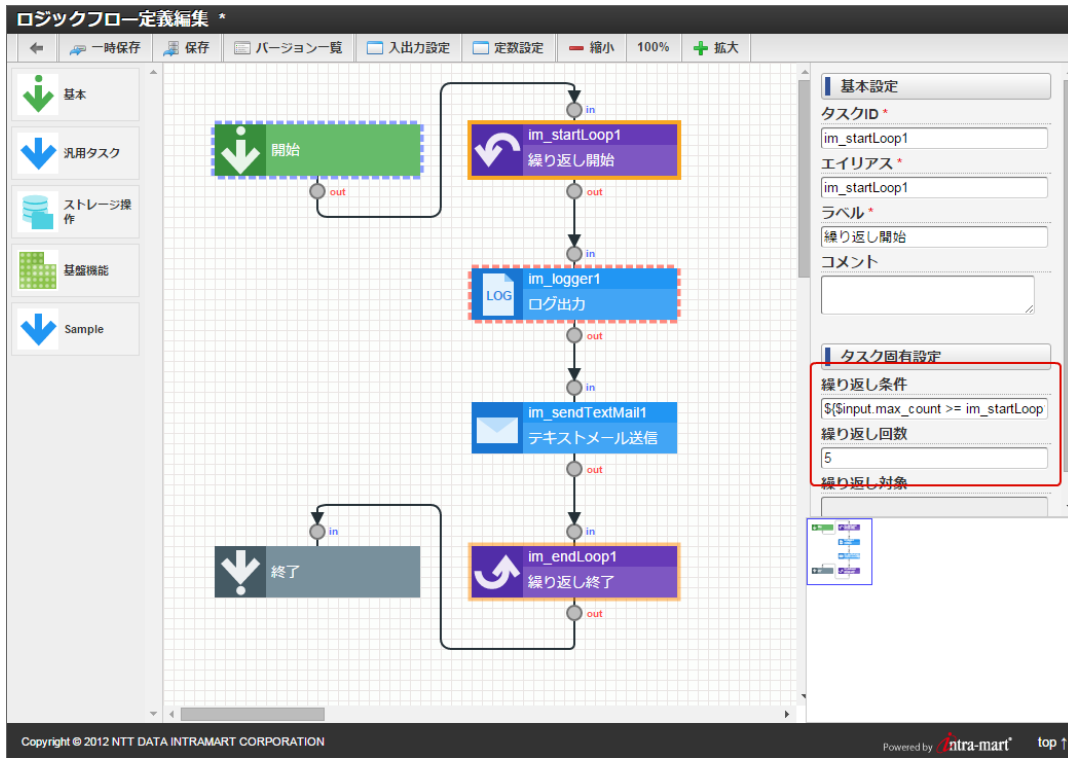 ロジックフロー定義編集 *
一時保存 保存 バージョン一覧 入出力設定 定数設定 縮小 100% 拡大
基本
汎用タスク
ストレージ操
作
基盤機能
Sample
開始
out
in
im_startLoop1
繰り返し開始
out
in
im_logger1
LOG
ログ出力
out
in
im_sendTextMail1
テキストメール送信
out
in
im_endLoop1
繰り返し終了
out
in
終了
基本設定
タスクID *
im_startLoop1
エイリアス *
im_startLoop1
ラベル *
繰り返し開始
コメント
タスク固有設定
繰り返し条件
${$input.max_count >= im_startLoop
繰り返し回数
5
繰り返し対象
Copyright © 2012 NTT DATA INTRAMART CORPORATION
Powered by intra-mart
top ↑